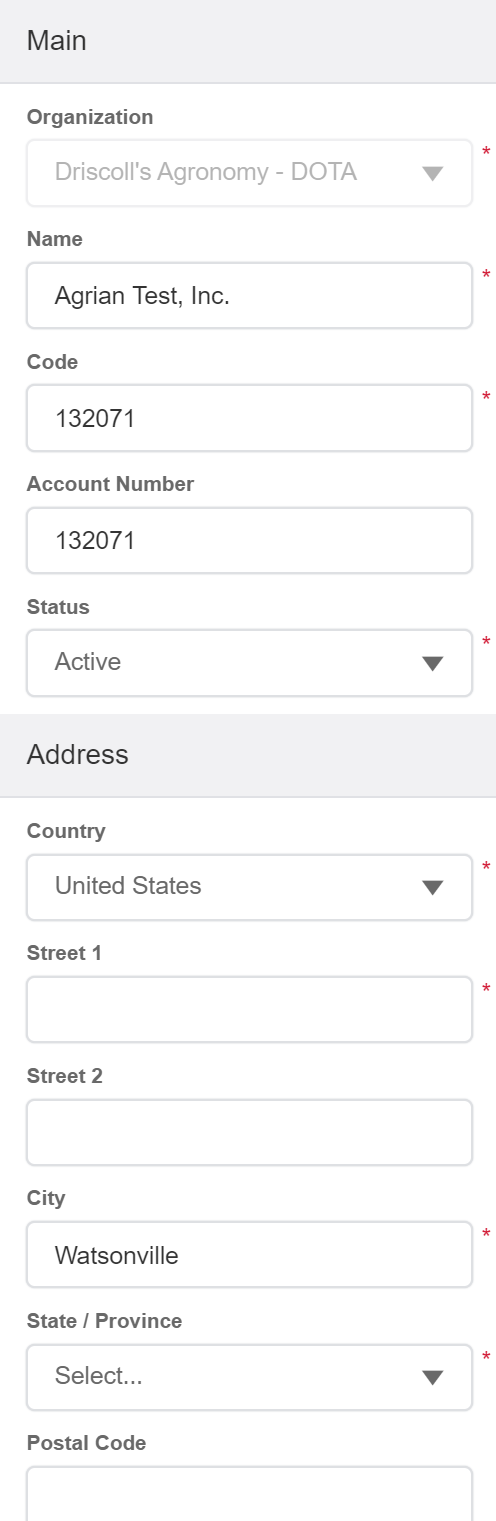 Main
Organization
Driscoll's Agronomy - DOTA
*
Name
Agrian Test, Inc.
*
Code
132071
*
Account Number
132071
Status
Active
*
Address
Country
United States
*
Street 1
*
Street 2
City
Watsonville
*
State / Province
Select...
*
Postal Code